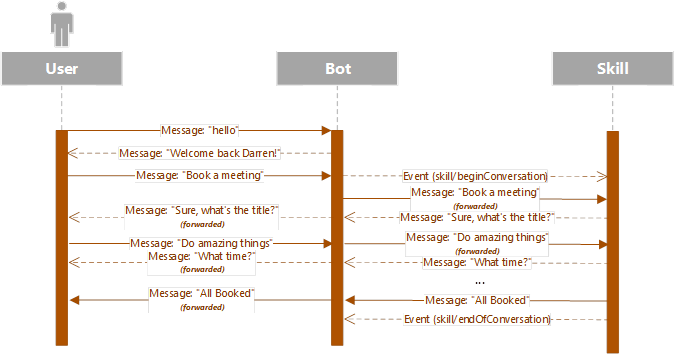 User Bot Skill
Message: "hello"
Message: "Welcome back Darren!"
Message: "Book a meeting" Event (skill/beginConversation)
Message: "Book a meeting"
(forwarded)
Message: "Sure, what's the title?" Message: "Sure, what's the title?"
(forwarded)
Message: "Do amazing things" Message: "Do amazing things"
(forwarded)
Message: "What time?" Message: "What time?"
(forwarded)
...
Message: "All Booked" Message: "All Booked"
(forwarded)
Event (skill/endOfConversation)